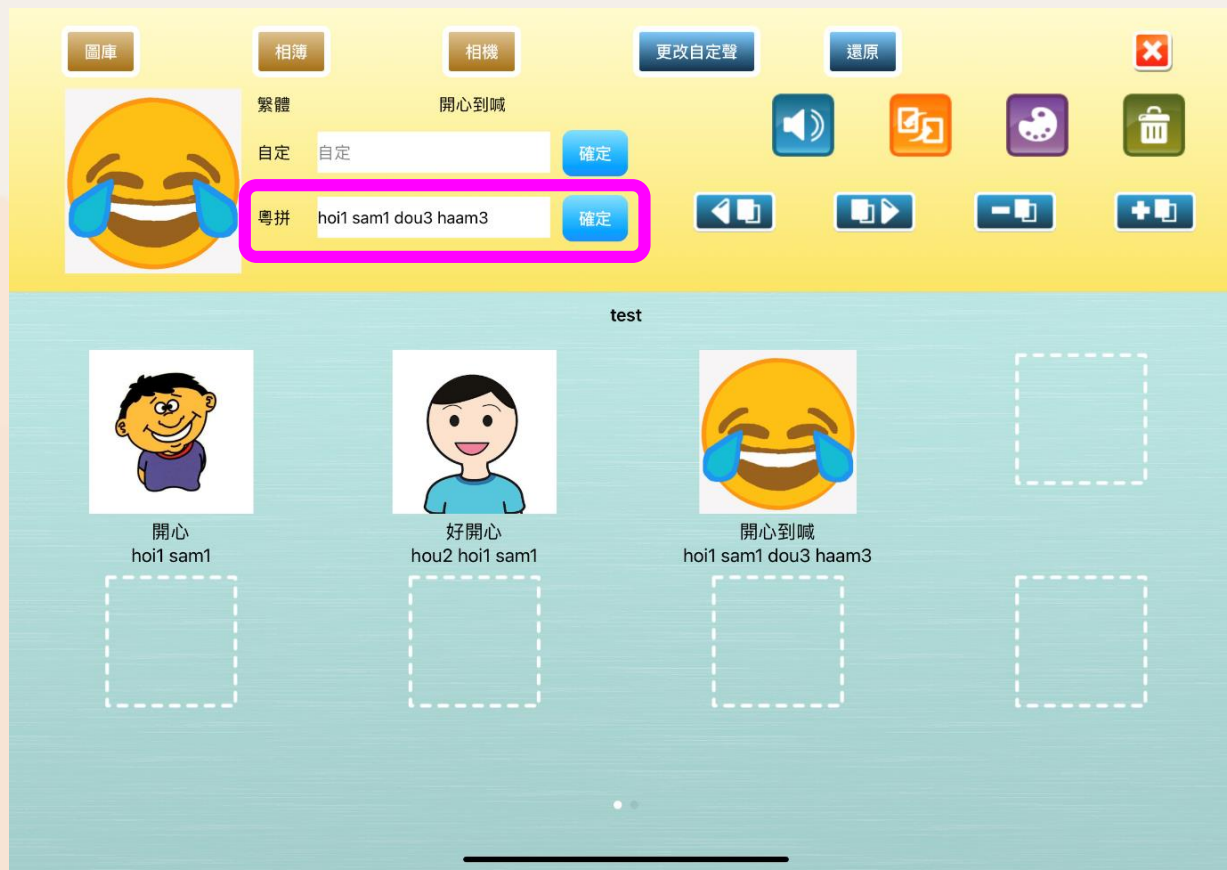 圖庫 相簿 相機 更改自定聲 還原
繁體 開心到喊
自定 自定 確定
粵拼 hoi1 sam1 dou3 haam3 確定
test
開心 好開心 開心到喊
hoi1 sam1 hou2 hoi1 sam1 hoi1 sam1 dou3 haam3